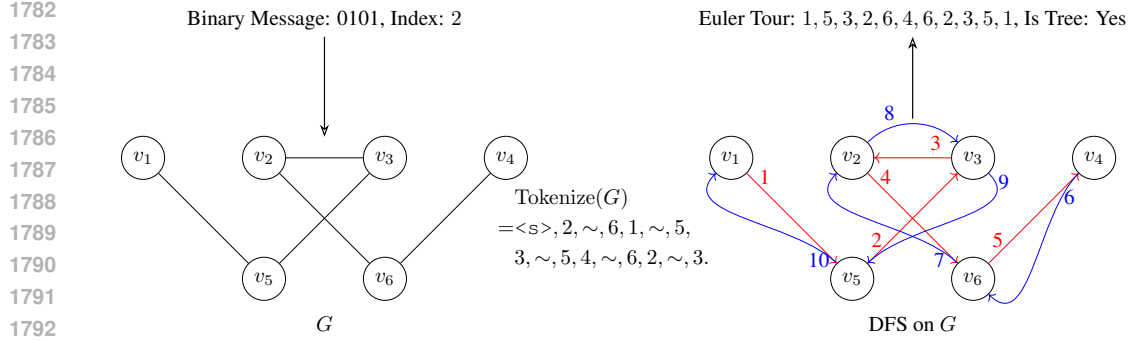 1782
1783
1784
1785
1786
1787
1788
1789
1790
1791
1792
Binary Message: 0101, Index: 2
v₁
v₂
v₃
v₄
v₅
v₆
G
Tokenize(G)
=<s>, 2, ∼, 6, 1, ∼, 5,
3, ∼, 5, 4, ∼, 6, 2, ∼, 3.
Euler Tour: 1, 5, 3, 2, 6, 4, 6, 2, 3, 5, 1, Is Tree: Yes
8
v₁
v₂
3
v₃
v₄
1
4
9
6
2
5
10
v₅
7
v₆
DFS on G